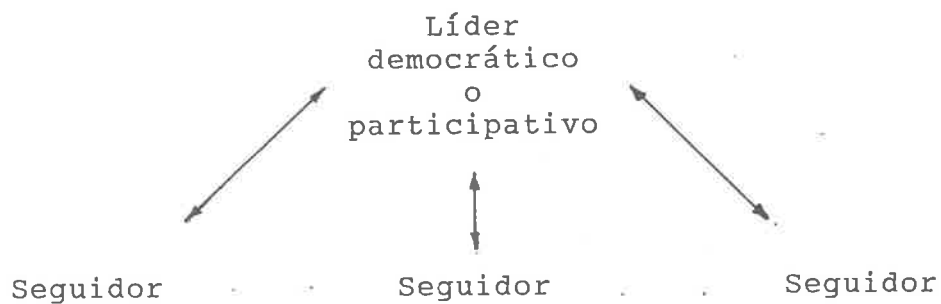 Líder
democrático
o
participativo
Seguidor Seguidor Seguidor